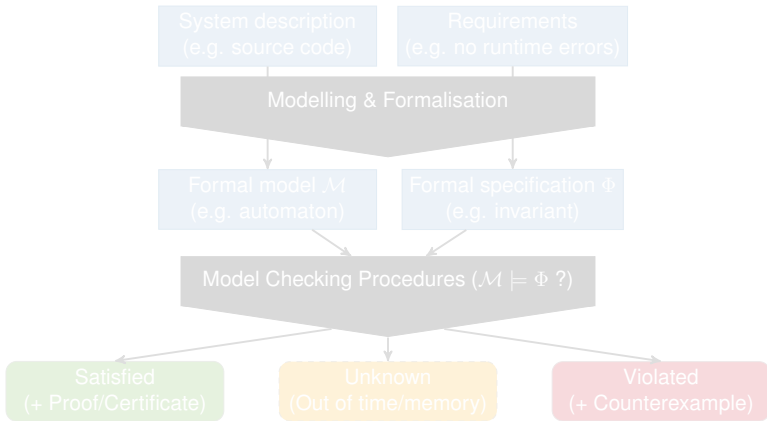 System description
(e.g. source code)
Requirements
(e.g. no runtime errors)
Modelling & Formalisation
Formal model ℳ
(e.g. automaton)
Formal specification Φ
(e.g. invariant)
Model Checking Procedures (ℳ ⊨ Φ ?)
Satisfied
(+ Proof/Certificate)
Unknown
(Out of time/memory)
Violated
(+ Counterexample)